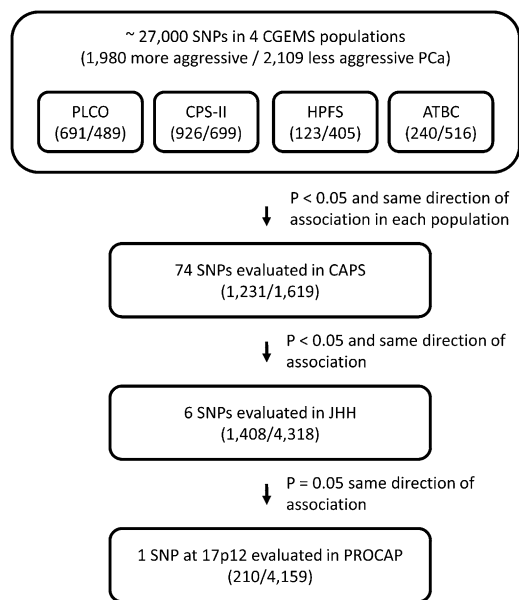 ~ 27,000 SNPs in 4 CGEMS populations
(1,980 more aggressive / 2,109 less aggressive PCa)
PLCO
(691/489)
CPS-II
(926/699)
HPFS
(123/405)
ATBC
(240/516)
P < 0.05 and same direction of
association in each population
74 SNPs evaluated in CAPS
(1,231/1,619)
P < 0.05 and same direction of
association
6 SNPs evaluated in JHH
(1,408/4,318)
P = 0.05 same direction of
association
1 SNP at 17p12 evaluated in PROCAP
(210/4,159)